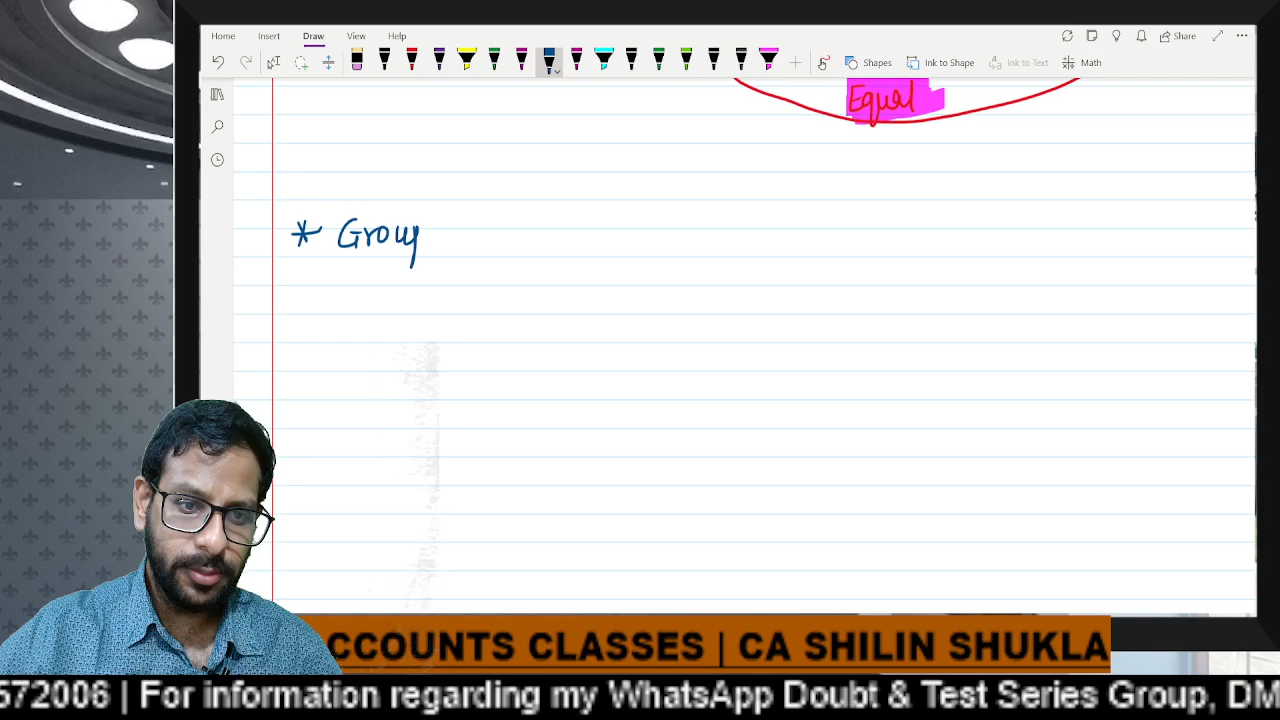 Home Insert Draw View Help Share
Shapes Ink to Shape Ink to Text Math
Equal
* Group
CCOUNTS CLASSES | CA SHILIN SHUKLA
572006 | For information regarding my WhatsApp Doubt & Test Series Group, DM